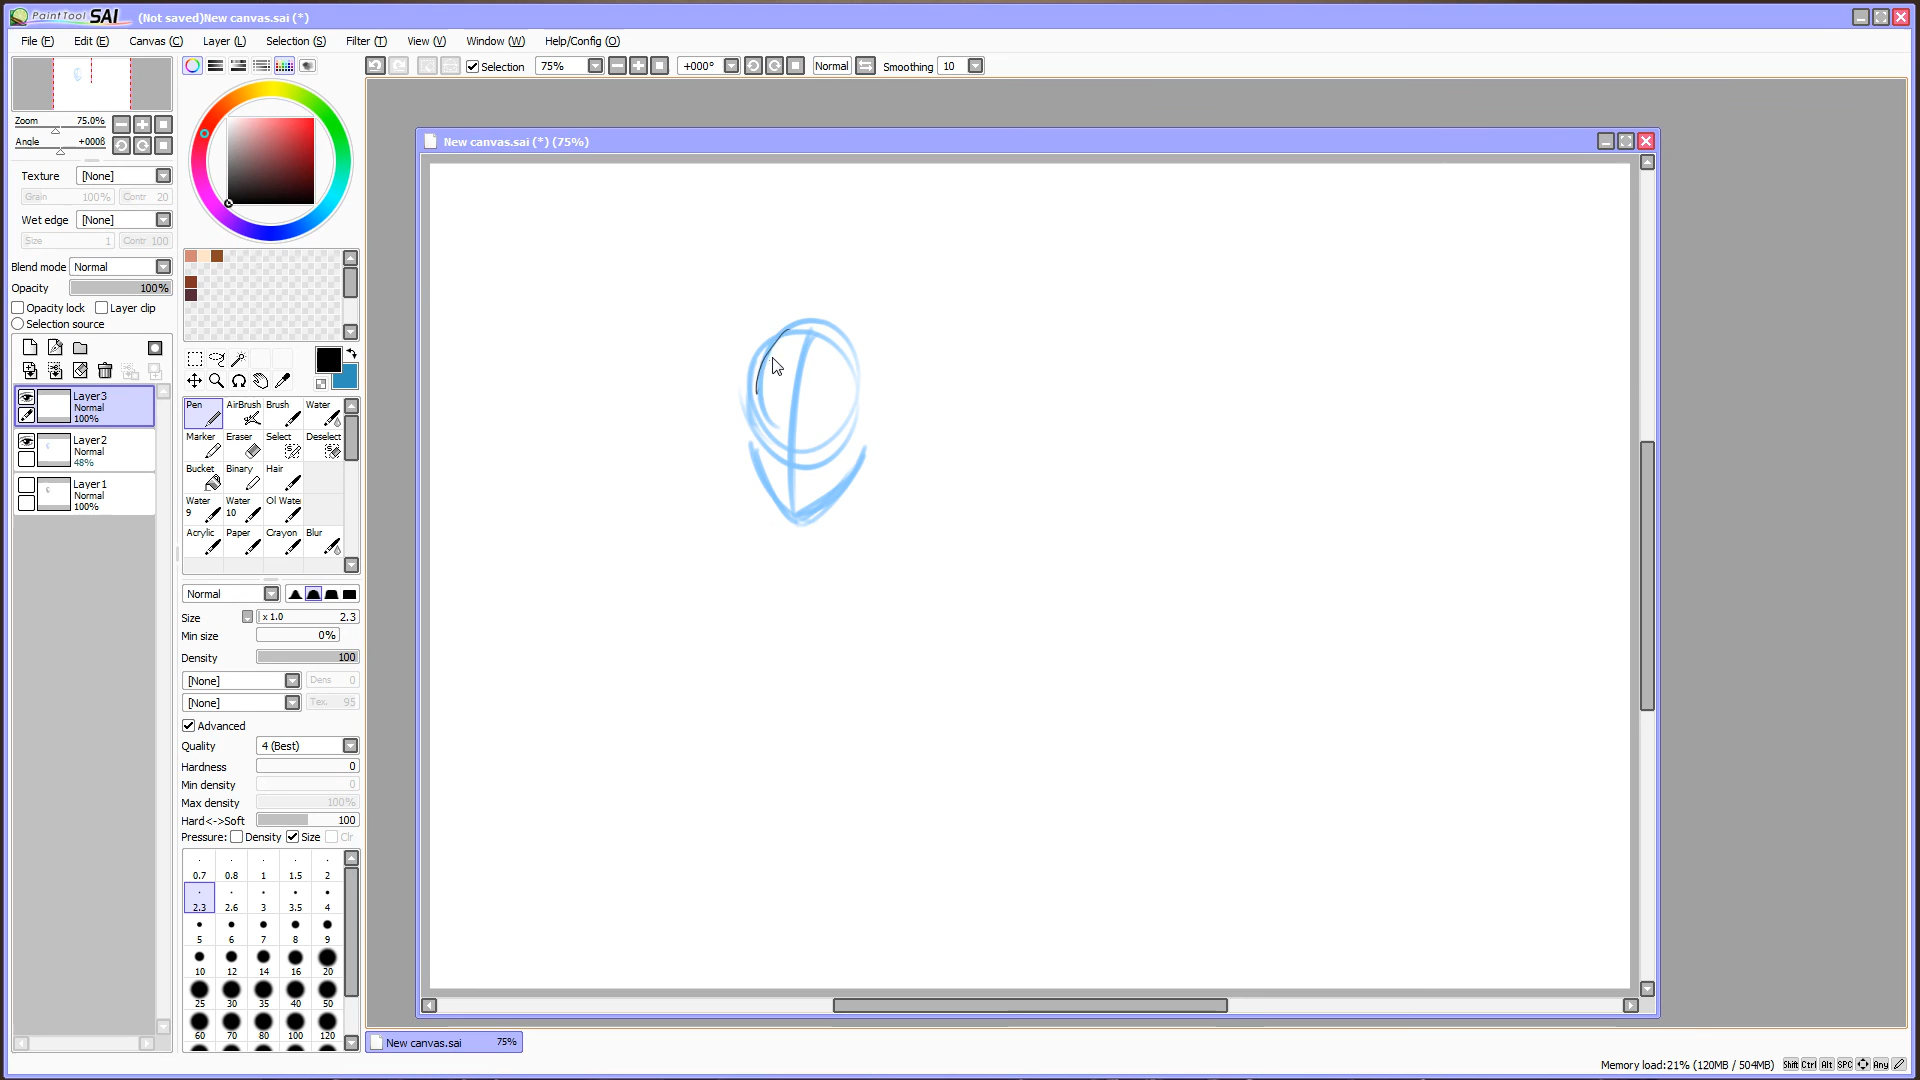 PaintTool SAI (Not saved)New canvas.sai (*)
File (F) Edit (E) Canvas (C) Layer (L) Selection (S) Filter (T) View (V) Window (W) Help/Config (O)
Selection 75% +000° Normal Smoothing 10
New canvas.sai (*) (75%)
Zoom 75.0%
Angle +000ß
Texture [None]
Grain 100% Contr 20
Wet edge [None]
Size 1 Contr 100
Blend mode Normal
Opacity 100%
Opacity lock Layer clip
Selection source
Layer3
Normal
100%
Layer2
Normal
48%
Layer1
Normal
100%
Pen AirBrush Brush Water
Marker Eraser Select Deselect
Bucket Binary Hair
Water 9 Water 10 Ol Wate
Acrylic Paper Crayon Blur
Normal
Size x 1.0 2.3
Min size 0%
Density 100
[None] Dens 0
[None] Tex. 95
Advanced
Quality 4 (Best)
Hardness 0
Min density 0
Max density 100%
Hard<->Soft 100
Pressure: Density Size Clr
0.7 0.8 1 1.5 2
2.3 2.6 3 3.5 4
5 6 7 8 9
10 12 14 16 20
25 30 35 40 50
60 70 80 100 120
New canvas.sai 75%
Memory load:21% (120MB / 504MB) Shift Ctrl Alt SPC Any